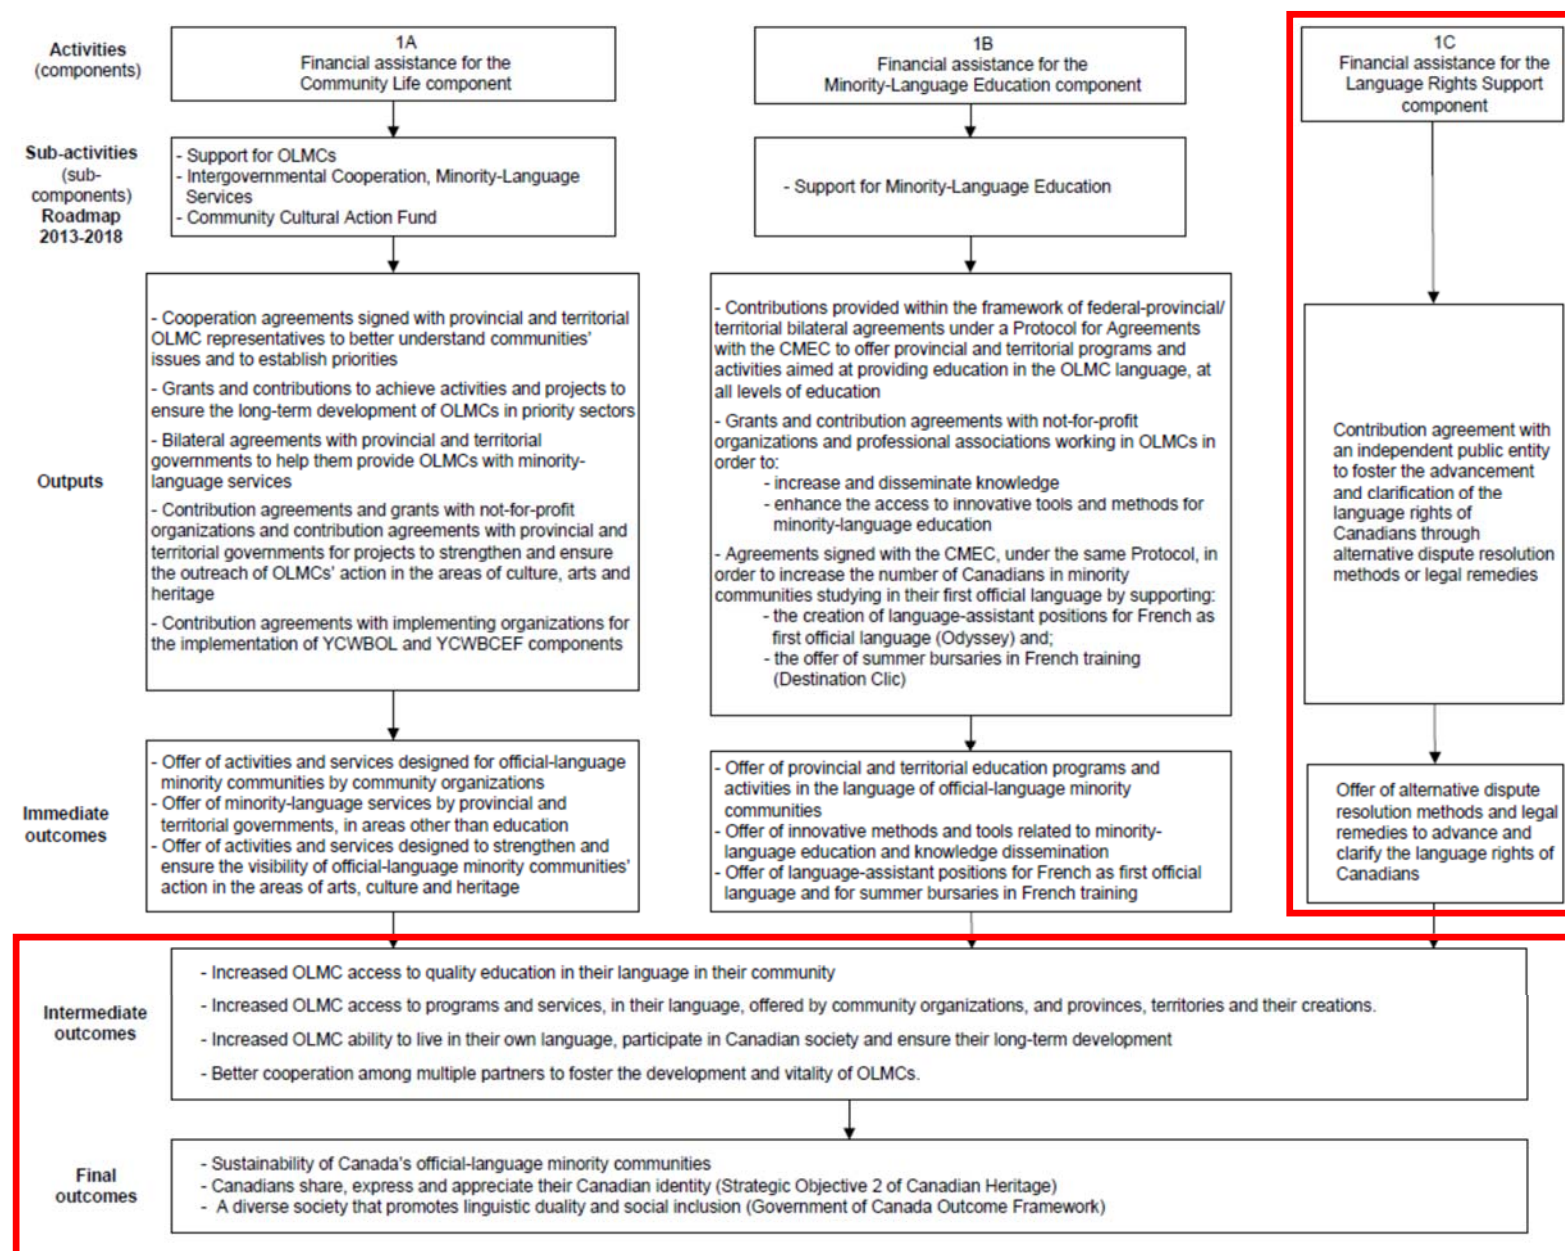 Activities
(components)
1A
Financial assistance for the
Community Life component
1B
Financial assistance for the
Minority-Language Education component
1C
Financial assistance for the
Language Rights Support
component
Sub-activities
(sub-
components)
Roadmap
2013-2018
- Support for OLMCs
- Intergovernmental Cooperation, Minority-Language
Services
- Community Cultural Action Fund
- Support for Minority-Language Education
Outputs
- Cooperation agreements signed with provincial and territorial
OLMC representatives to better understand communities'
issues and to establish priorities
- Grants and contributions to achieve activities and projects to
ensure the long-term development of OLMCs in priority sectors
- Bilateral agreements with provincial and territorial
governments to help them provide OLMCs with minority-
language services
- Contribution agreements and grants with not-for-profit
organizations and contribution agreements with provincial and
territorial governments for projects to strengthen and ensure
the outreach of OLMCs' action in the areas of culture, arts and
heritage
- Contribution agreements with implementing organizations for
the implementation of YCWBOL and YCWBCEF components
- Contributions provided within the framework of federal-provincial/
territorial bilateral agreements under a Protocol for Agreements
with the CMEC to offer provincial and territorial programs and
activities aimed at providing education in the OLMC language, at
all levels of education
- Grants and contribution agreements with not-for-profit
organizations and professional associations working in OLMCs in
order to:
- increase and disseminate knowledge
- enhance the access to innovative tools and methods for
minority-language education
- Agreements signed with the CMEC, under the same Protocol, in
order to increase the number of Canadians in minority
communities studying in their first official language by supporting:
- the creation of language-assistant positions for French as
first official language (Odyssey) and;
- the offer of summer bursaries in French training
(Destination Clic)
Contribution agreement with
an independent public entity
to foster the advancement
and clarification of the
language rights of
Canadians through
alternative dispute resolution
methods or legal remedies
Immediate
outcomes
- Offer of activities and services designed for official-language
minority communities by community organizations
- Offer of minority-language services by provincial and
territorial governments, in areas other than education
- Offer of activities and services designed to strengthen and
ensure the visibility of official-language minority communities'
action in the areas of arts, culture and heritage
- Offer of provincial and territorial education programs and
activities in the language of official-language minority
communities
- Offer of innovative methods and tools related to minority-
language education and knowledge dissemination
- Offer of language-assistant positions for French as first official
language and for summer bursaries in French training
Offer of alternative dispute
resolution methods and legal
remedies to advance and
clarify the language rights of
Canadians
Intermediate
outcomes
- Increased OLMC access to quality education in their language in their community
- Increased OLMC access to programs and services, in their language, offered by community organizations, and provinces, territories and their creations.
- Increased OLMC ability to live in their own language, participate in Canadian society and ensure their long-term development
- Better cooperation among multiple partners to foster the development and vitality of OLMCs.
Final
outcomes
- Sustainability of Canada's official-language minority communities
- Canadians share, express and appreciate their Canadian identity (Strategic Objective 2 of Canadian Heritage)
- A diverse society that promotes linguistic duality and social inclusion (Government of Canada Outcome Framework)